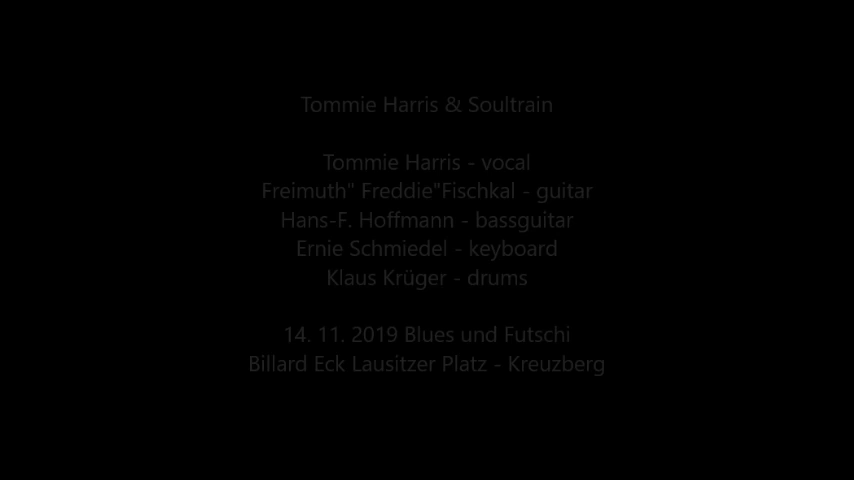 Tommie Harris & Soultrain
Tommie Harris - vocal
Freimuth" Freddie"Fischkal - guitar
Hans-F. Hoffmann - bassguitar
Ernie Schmiedel - keyboard
Klaus Krüger - drums
14. 11. 2019 Blues und Futschi
Billard Eck Lausitzer Platz - Kreuzberg